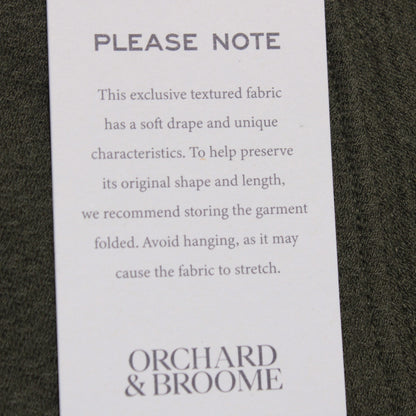 PLEASE NOTE
This exclusive textured fabric
has a soft drape and unique
characteristics. To help preserve
its original shape and length,
we recommend storing the garment
folded. Avoid hanging, as it may
cause the fabric to stretch.
ORCHARD
& BROOME